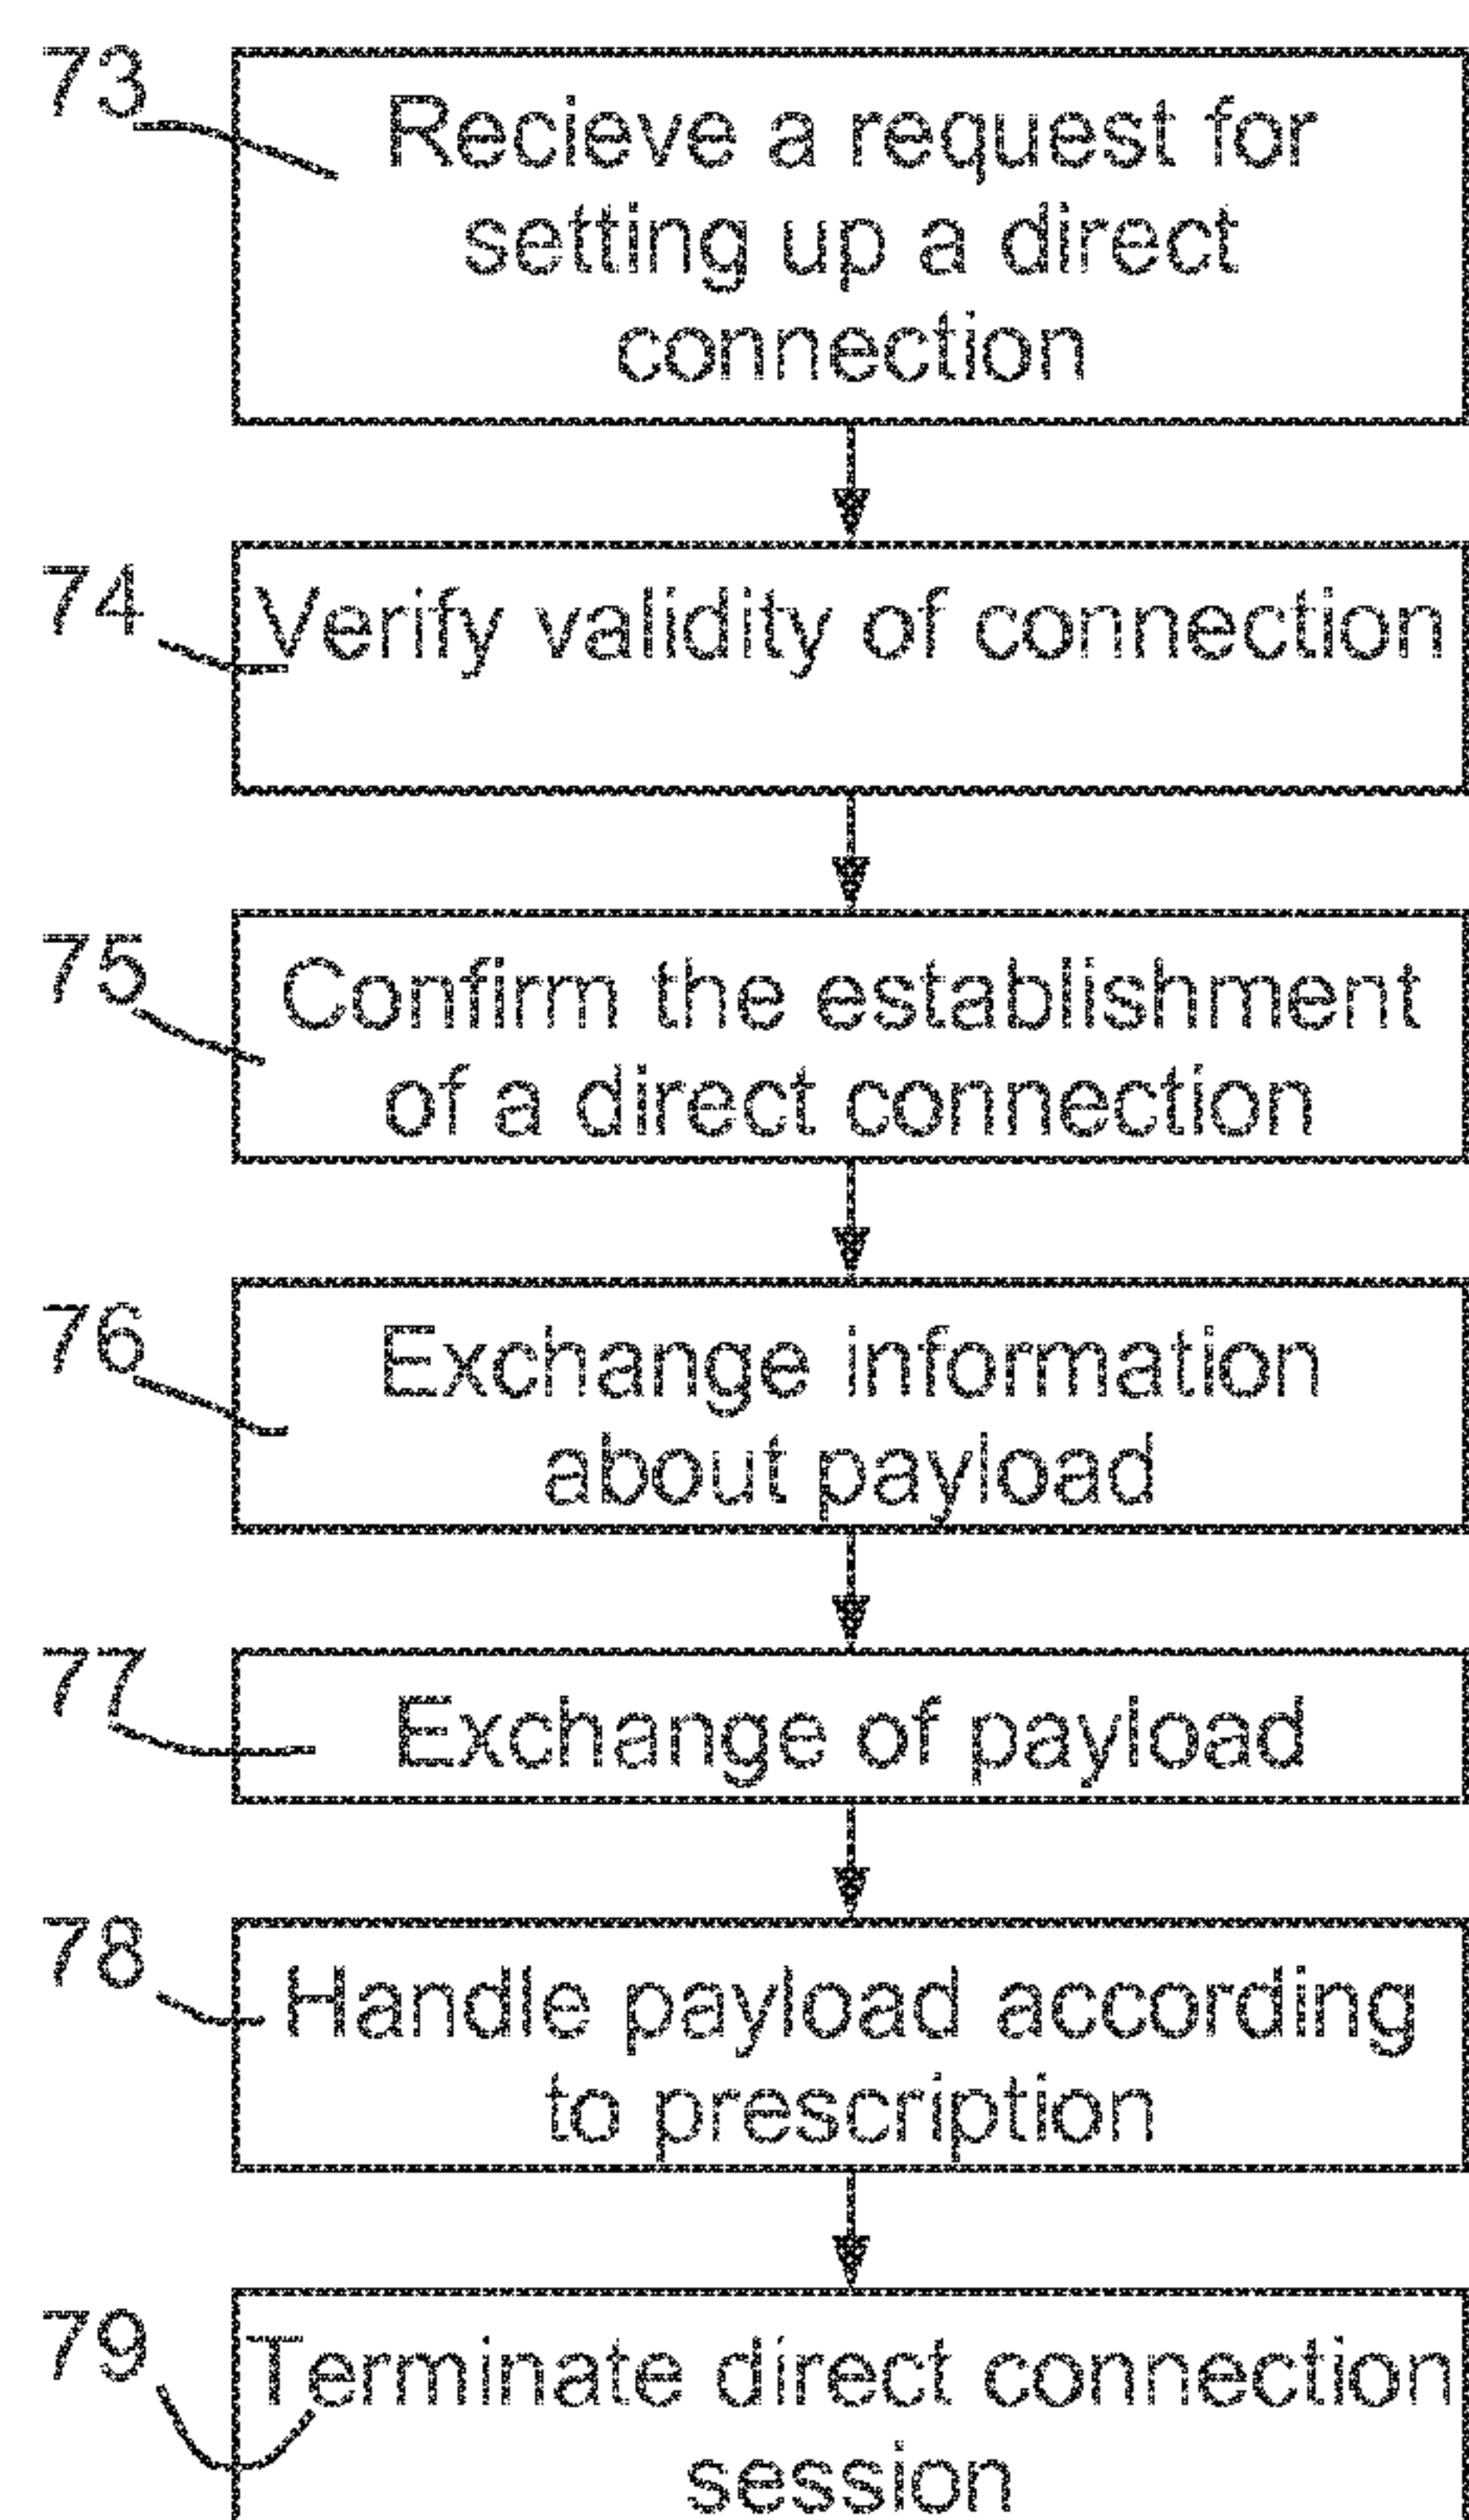 73
Recieve a request for
setting up a direct
connection
74
Verify validity of connection
75
Confirm the establishment
of a direct connection
76
Exchange information
about payload
77
Exchange of payload
78
Handle payload according
to prescription
79
Terminate direct connection
session